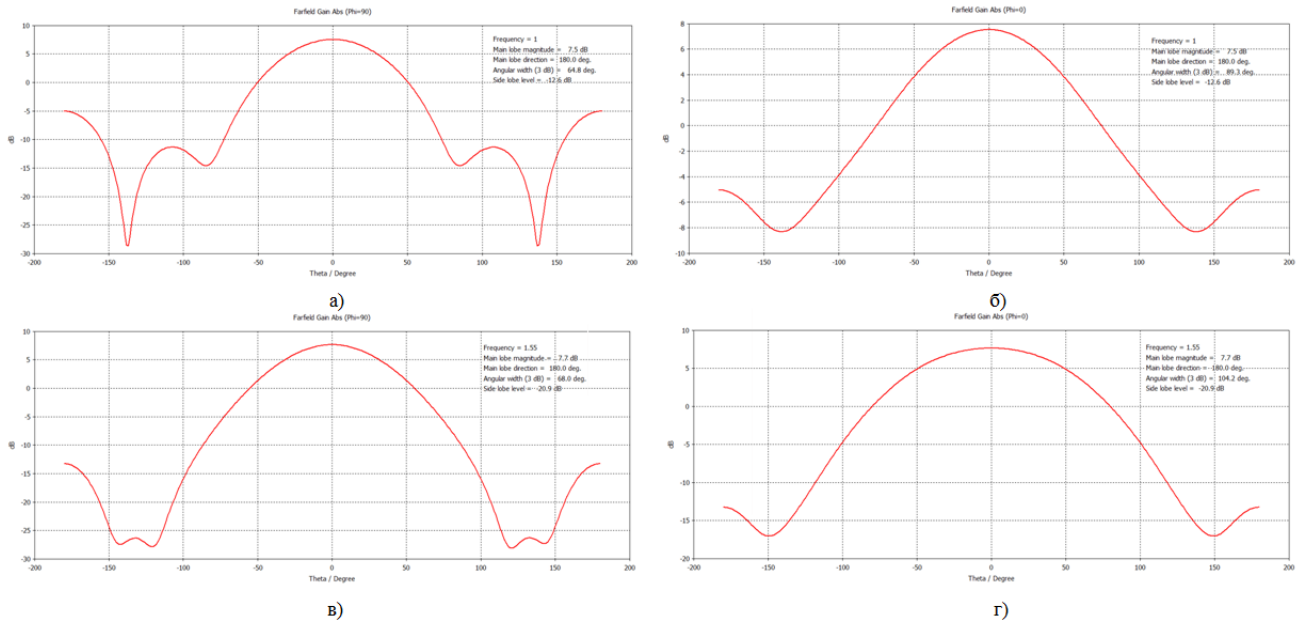 Farfield Gain Abs (Phi=90)
Frequency = 1
Main lobe magnitude = 7.5 dB
Main lobe direction = 180.0 deg.
Angular width (3 dB) = 64.8 deg.
Side lobe level = -12.6 dB
dB
10
5
0
-5
-10
-15
-20
-25
-30
-200 -150 -100 -50 0 50 100 150 200
Theta / Degree
а)
Farfield Gain Abs (Phi=0)
Frequency = 1
Main lobe magnitude = 7.5 dB
Main lobe direction = 180.0 deg.
Angular width (3 dB) = 89.3 deg.
Side lobe level = -12.6 dB
dB
8
6
4
2
0
-2
-4
-6
-8
-10
-200 -150 -100 -50 0 50 100 150 200
Theta / Degree
б)
Farfield Gain Abs (Phi=90)
Frequency = 1.55
Main lobe magnitude = 7.7 dB
Main lobe direction = 180.0 deg.
Angular width (3 dB) = 68.0 deg.
Side lobe level = -20.9 dB
dB
10
5
0
-5
-10
-15
-20
-25
-30
-200 -150 -100 -50 0 50 100 150 200
Theta / Degree
в)
Farfield Gain Abs (Phi=0)
Frequency = 1.55
Main lobe magnitude = 7.7 dB
Main lobe direction = 180.0 deg.
Angular width (3 dB) = 104.2 deg.
Side lobe level = -20.9 dB
dB
10
5
0
-5
-10
-15
-20
-200 -150 -100 -50 0 50 100 150 200
Theta / Degree
г)